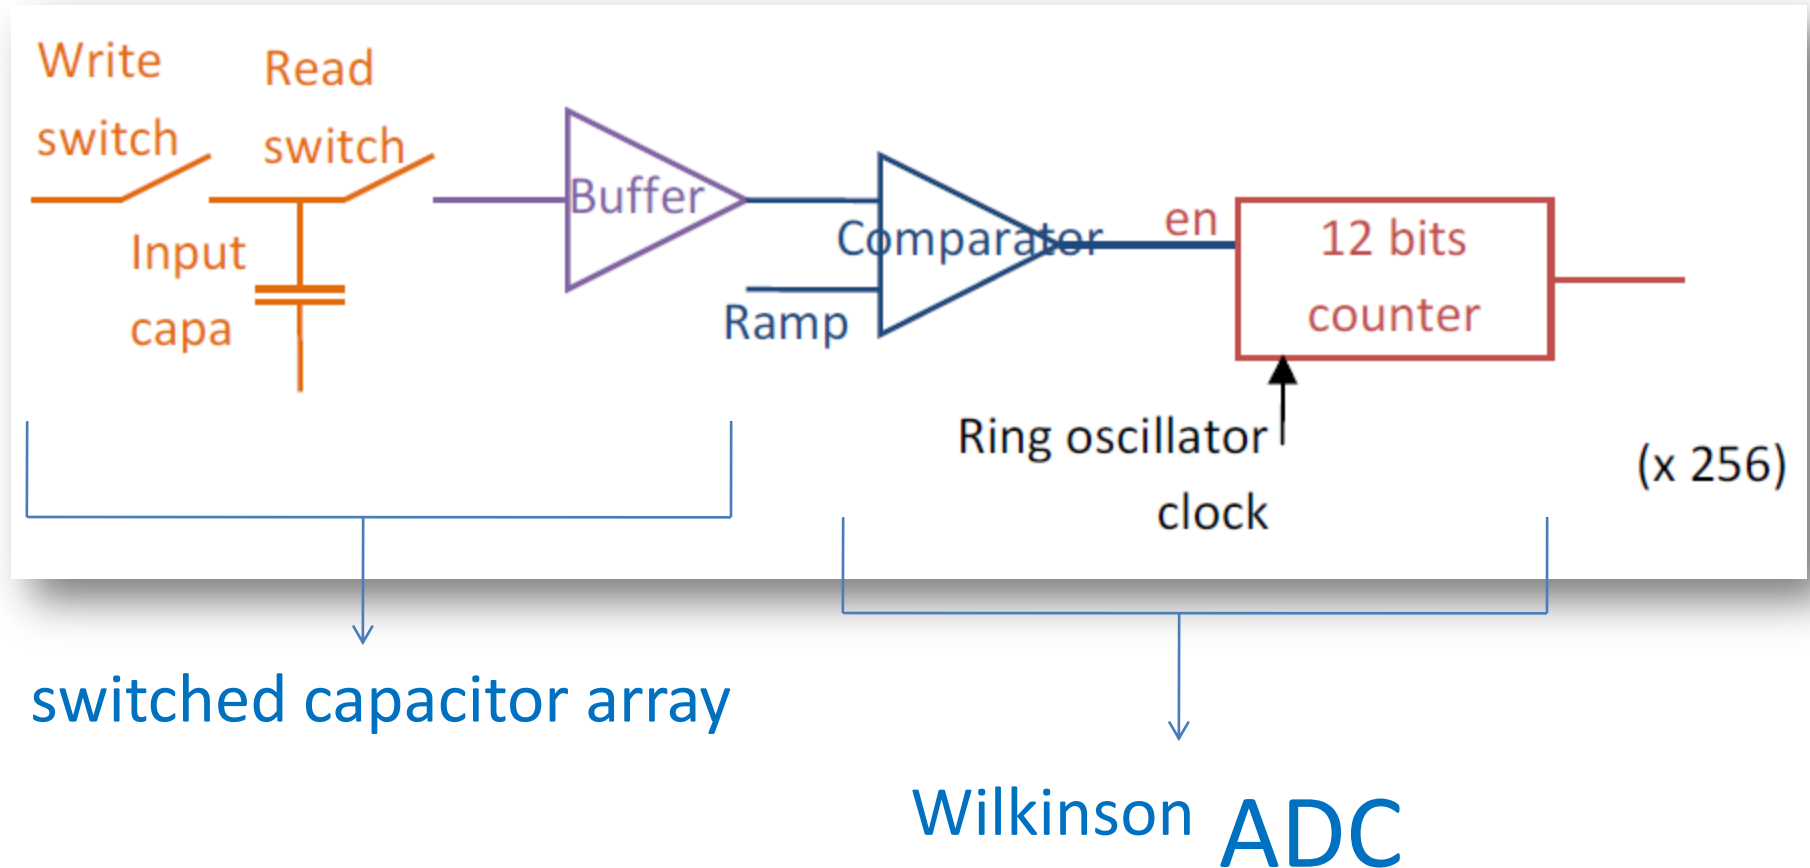 Write
switch
Read
switch
Input
capa
Buffer
Comparator
Ramp
en
12 bits
counter
Ring oscillator
clock
(x 256)
switched capacitor array
Wilkinson ADC